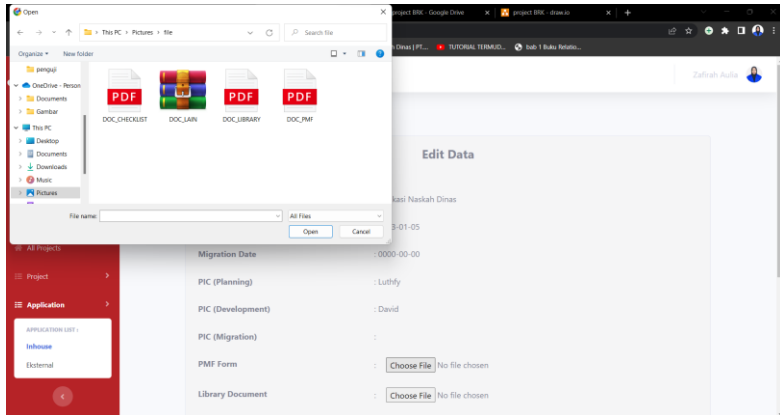 Open
project BRK - Google Drive
project BRK - draw.io
This PC > Pictures > file
Search file
Organize
New folder
Dinas | PT....
TUTORIAL TERMUD...
bab 1 Buku Relatio...
penguji
OneDrive - Person
Documents
Gambar
This PC
Desktop
Documents
Downloads
Music
Pictures
PDF
PDF
PDF
DOC_CHECKLIST
DOC_LAIN
DOC_LIBRARY
DOC_PMF
File name:
All Files
Open
Cancel
Zafirah Aulia
Edit Data
kasi Naskah Dinas
3-01-05
All Projects
Migration Date
: 0000-00-00
Project
PIC (Planning)
: Luthfy
Application
PIC (Development)
: David
APPLICATION LIST :
Inhouse
PIC (Migration)
:
Eksternal
PMF Form
: Choose File No file chosen
Library Document
: Choose File No file chosen